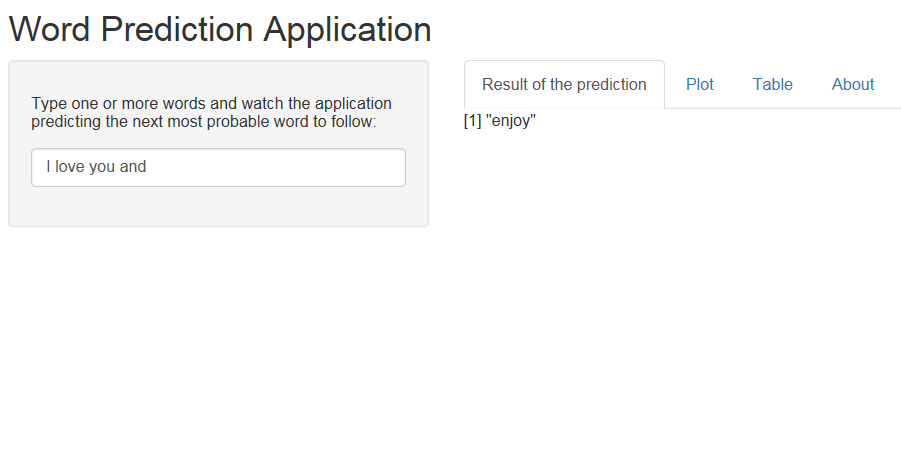 Word Prediction Application
Type one or more words and watch the application
predicting the next most probable word to follow:
I love you and
Result of the prediction Plot Table About
[1] "enjoy"